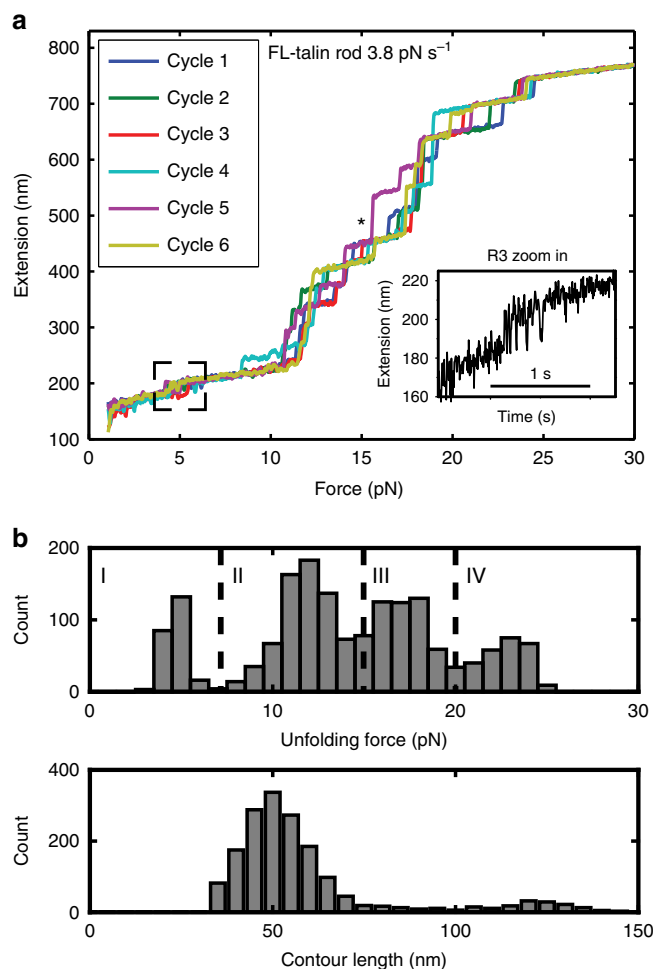 a
FL-talin rod 3.8 pN s⁻¹
Cycle 1
Cycle 2
Cycle 3
Cycle 4
Cycle 5
Cycle 6
Extension (nm)
800
700
600
500
400
300
200
100
*
0
5
10
15
20
25
30
Force (pN)
R3 zoom in
Extension (nm)
220
200
180
160
1 s
Time (s)
b
Count
200
100
0
I
II
III
IV
0
10
20
30
Unfolding force (pN)
Count
400
200
0
0
50
100
150
Contour length (nm)